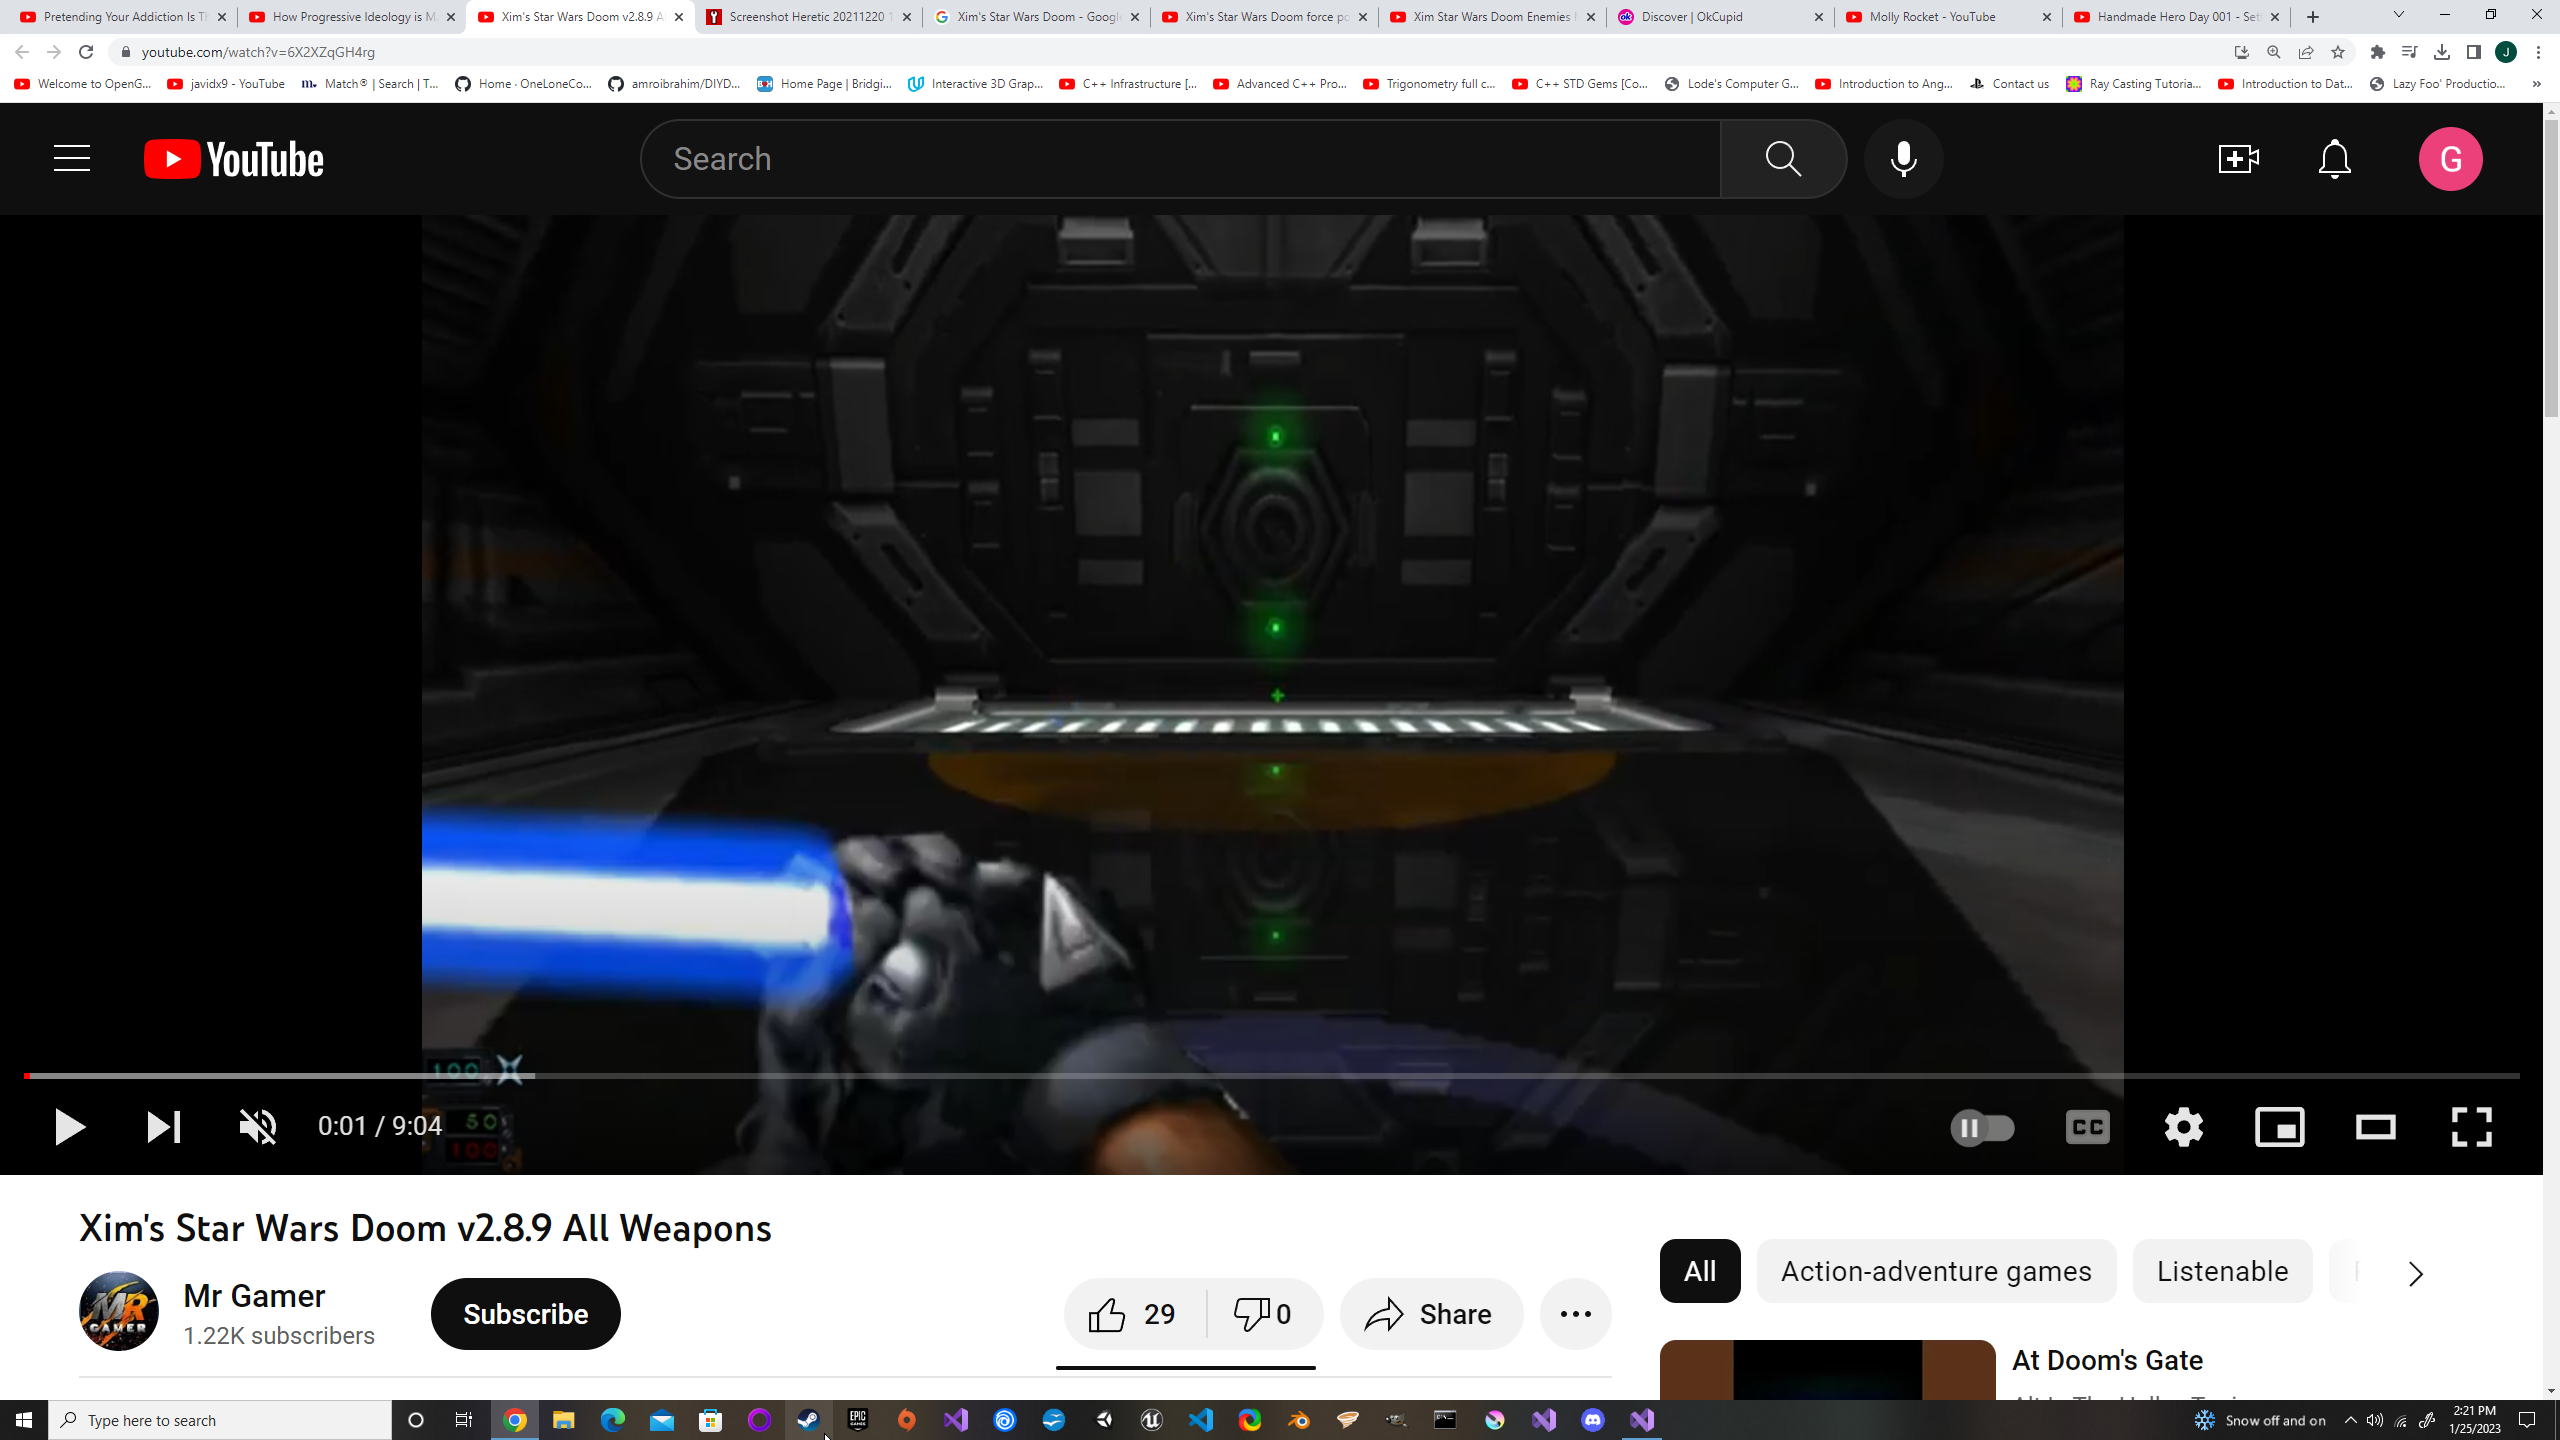 Pretending Your Addiction Is Th
How Progressive Ideology is M
Xim's Star Wars Doom v2.8.9 A
Screenshot Heretic 20211220 1
Xim's Star Wars Doom - Google
Xim's Star Wars Doom force po
Xim Star Wars Doom Enemies
Discover | OkCupid
Molly Rocket - YouTube
Handmade Hero Day 001 - Set
youtube.com/watch?v=6X2XZqGH4rg
J
Welcome to OpenG...
javidx9 - YouTube
m. Match® | Search | T...
Home · OneLoneCo...
amroibrahim/DIYD...
Home Page | Bridgi...
Interactive 3D Grap...
C++ Infrastructure [...
Advanced C++ Pro...
Trigonometry full c...
C++ STD Gems [Co...
Lode's Computer G...
Introduction to Ang...
Contact us
Ray Casting Tutoria...
Introduction to Dat...
Lazy Foo' Productio...
»
YouTube
Search
G
100
50
100
0:01 / 9:04
CC
Xim's Star Wars Doom v2.8.9 All Weapons
MR GAMER
Mr Gamer
1.22K subscribers
Subscribe
29
0
Share
All
Action-adventure games
Listenable
At Doom's Gate
Type here to search
EPIC GAMES
Snow off and on
2:21 PM
1/25/2023